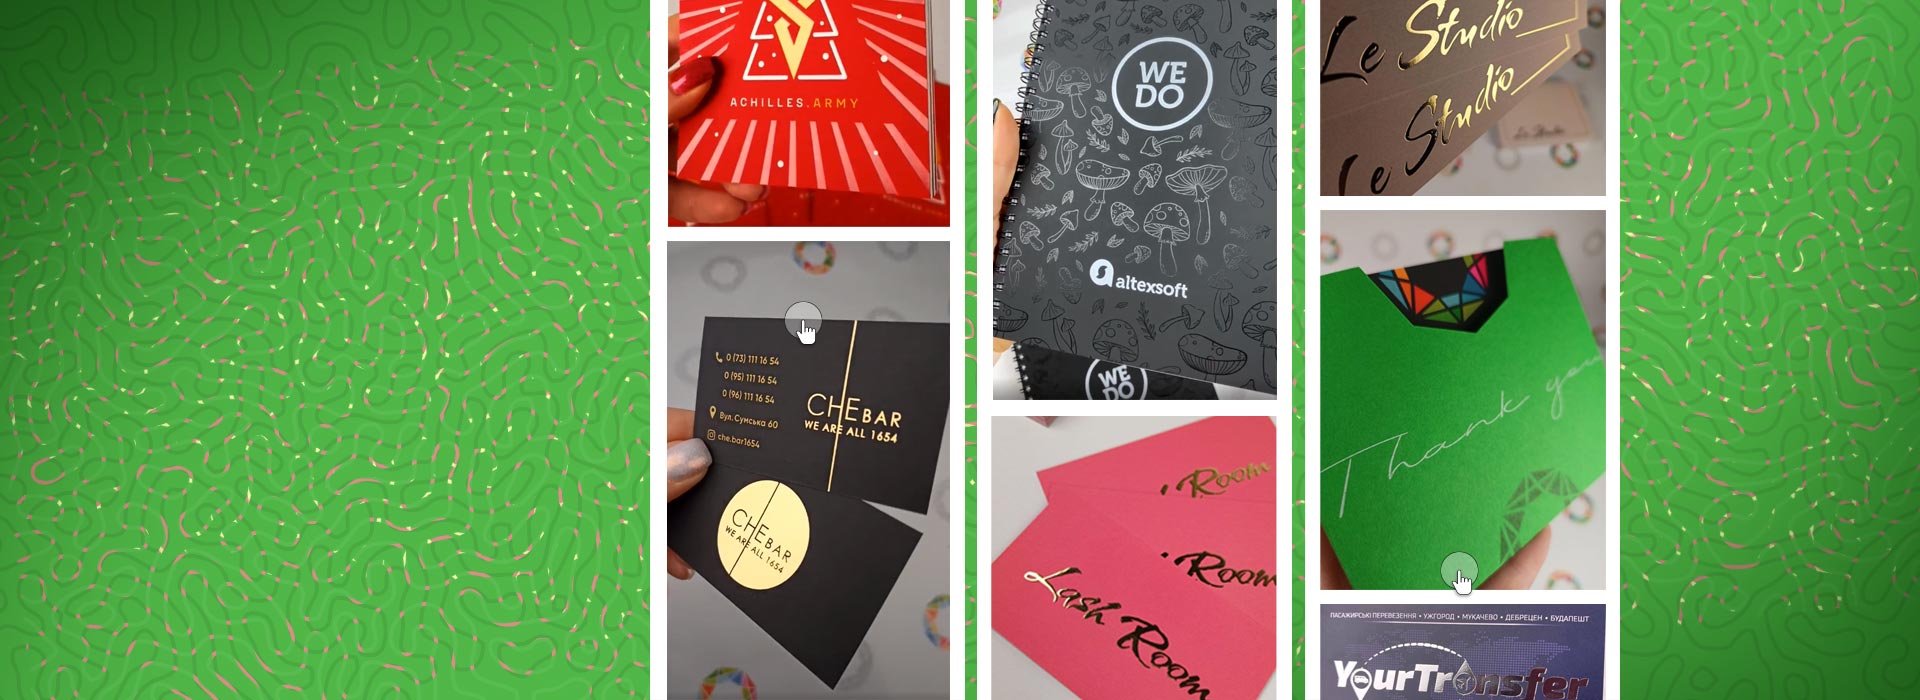 ACHILLES.ARMY
0 (73) 111 16 54
0 (95) 111 16 54
0 (96) 111 16 54
Вул. Сумська 60
che.bar1654
CHEBAR
WE ARE ALL 1654
CHEBAR
WE ARE ALL 1654
WE
DO
altexsoft
WE
DO
Room
Room
Lash Room
Le Studio
Le Studio
Thank you
ПАСАЖИРСЬКІ ПЕРЕВЕЗЕННЯ • УЖГОРОД • МУКАЧЕВО • ДЕБРЕЦЕН • БУДАПЕШТ
YourTransfer